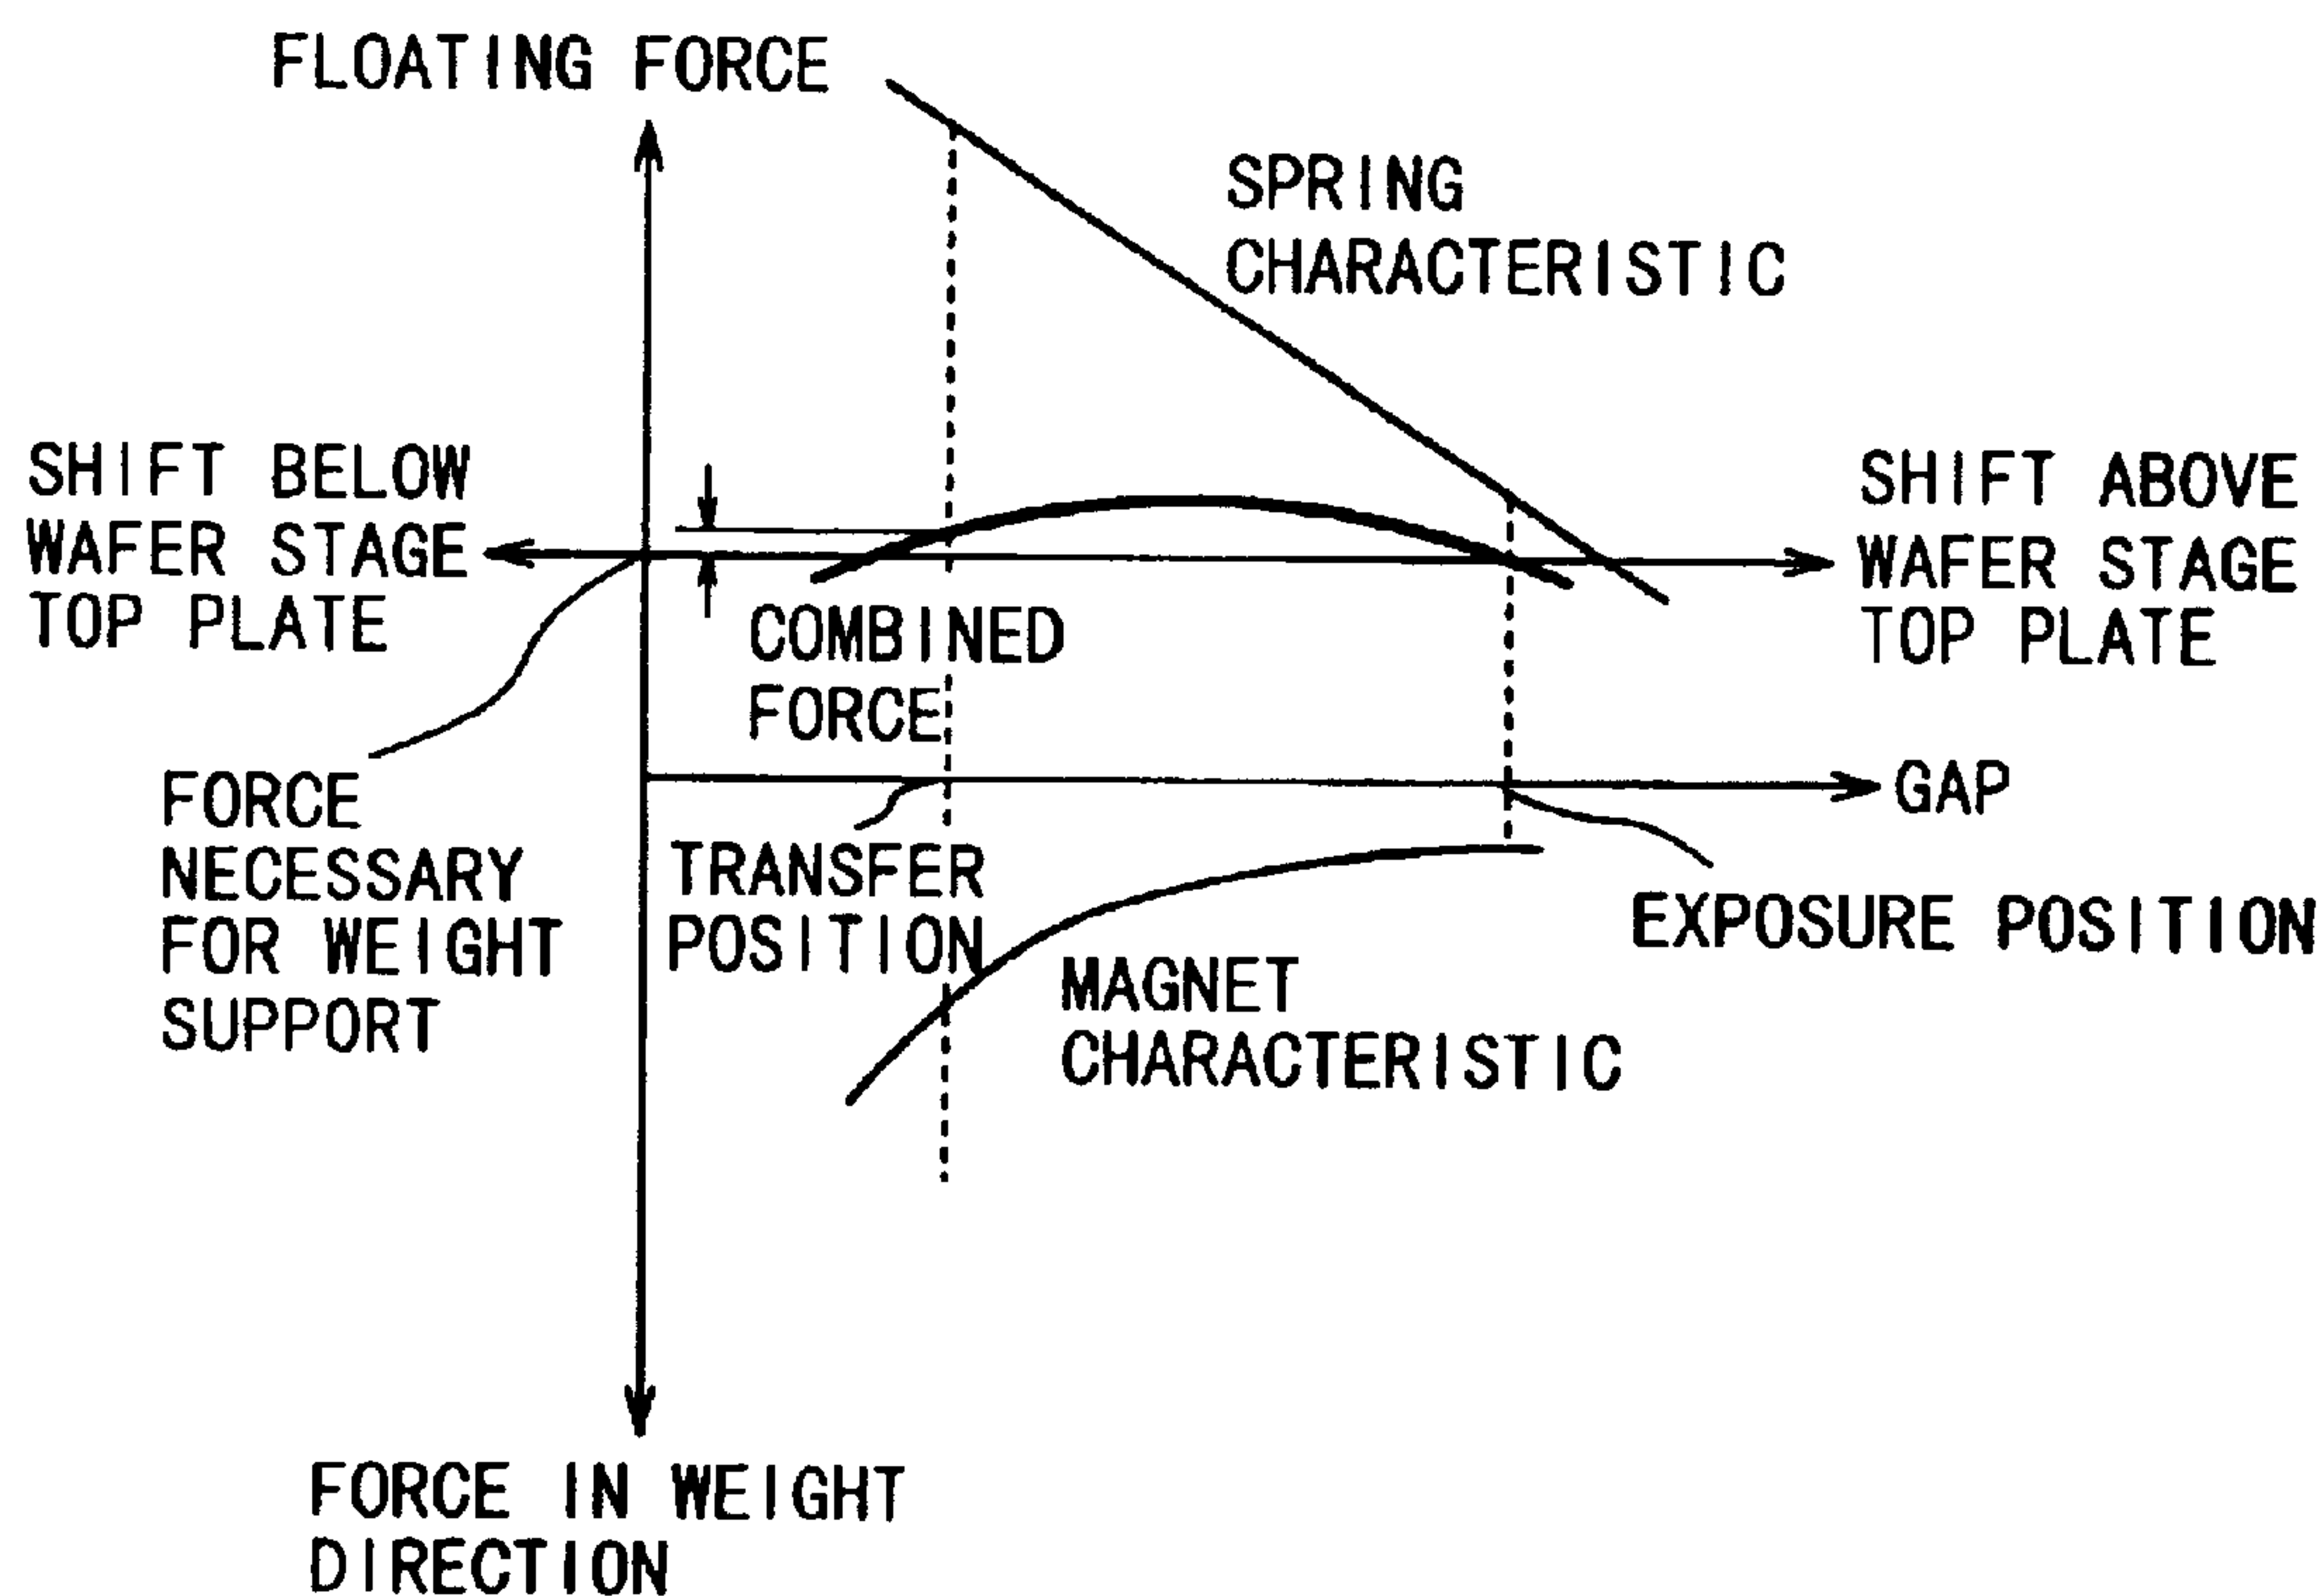 FLOATING FORCE
SPRING
CHARACTERISTIC
SHIFT BELOW
WAFER STAGE
TOP PLATE
SHIFT ABOVE
WAFER STAGE
TOP PLATE
COMBINED
FORCE
GAP
FORCE
NECESSARY
FOR WEIGHT
SUPPORT
TRANSFER
POSITION
EXPOSURE POSITION
MAGNET
CHARACTERISTIC
FORCE IN WEIGHT
DIRECTION